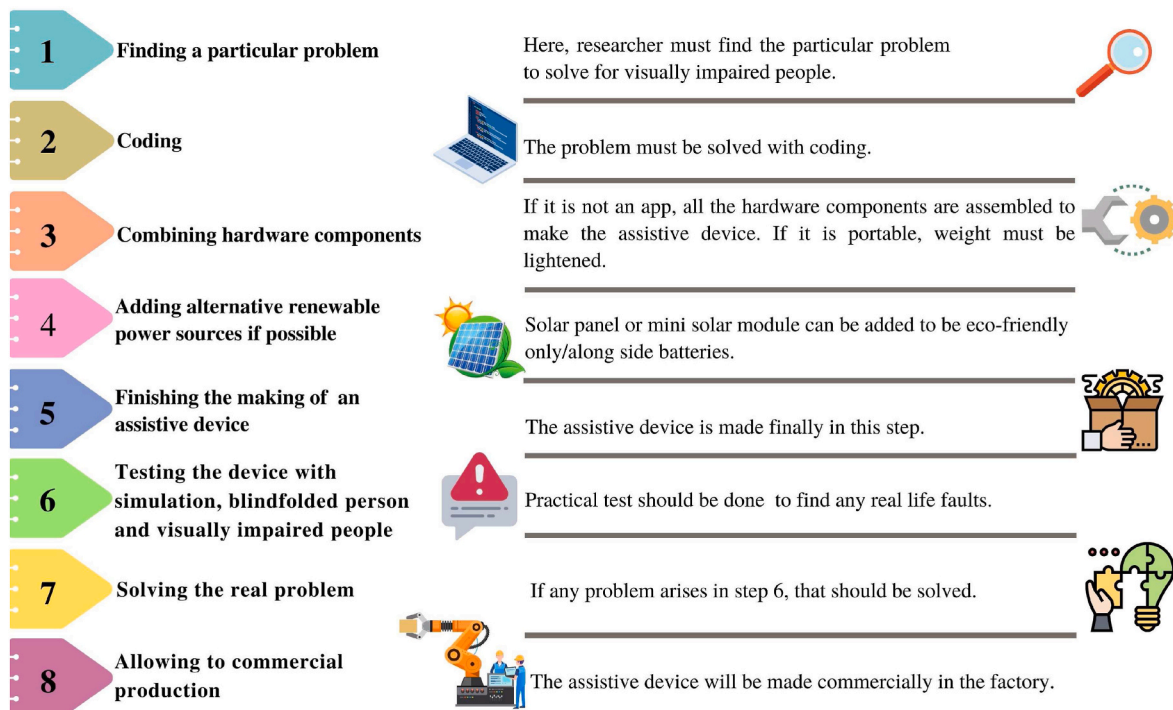 1
Finding a particular problem
Here, researcher must find the particular problem
to solve for visually impaired people.
2
Coding
The problem must be solved with coding.
3
Combining hardware components
If it is not an app, all the hardware components are assembled to
make the assistive device. If it is portable, weight must be
lightened.
4
Adding alternative renewable
power sources if possible
Solar panel or mini solar module can be added to be eco-friendly
only/along side batteries.
5
Finishing the making of an
assistive device
The assistive device is made finally in this step.
6
Testing the device with
simulation, blindfolded person
and visually impaired people
Practical test should be done to find any real life faults.
7
Solving the real problem
If any problem arises in step 6, that should be solved.
8
Allowing to commercial
production
The assistive device will be made commercially in the factory.